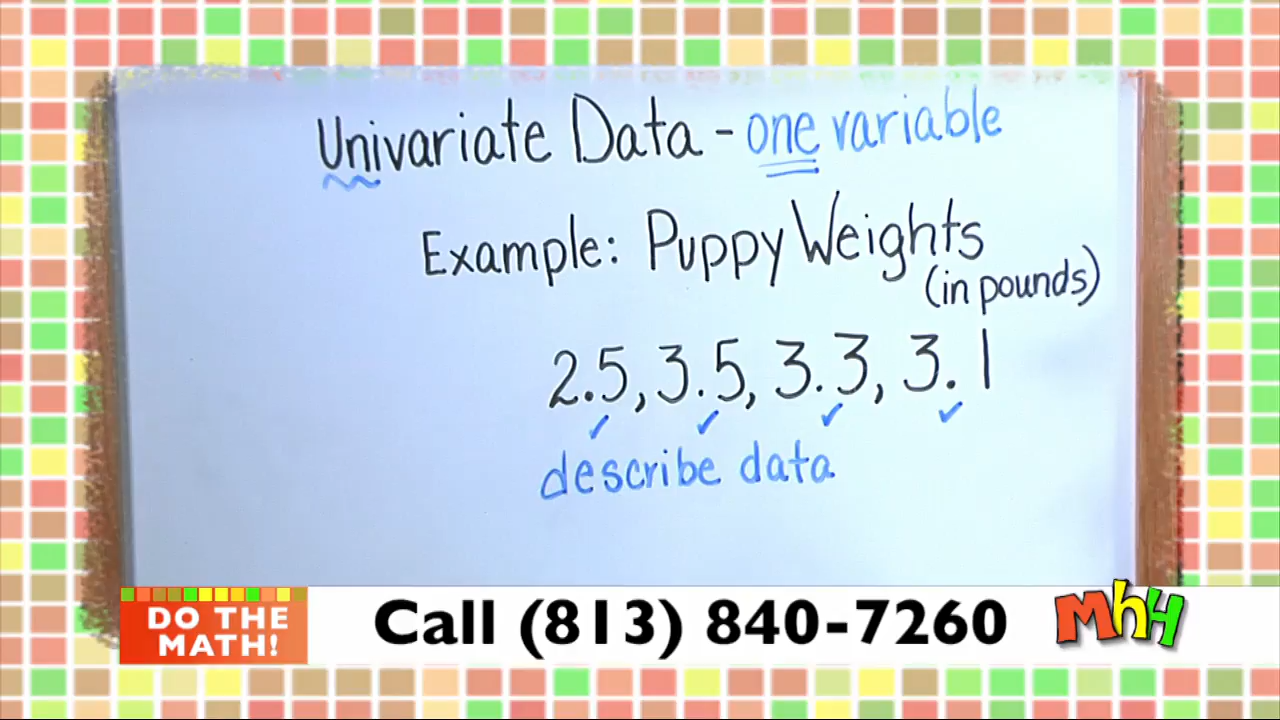 Univariate Data - one variable
Example: Puppy Weights
(in pounds)
2.5, 3.5, 3.3, 3.1
describe data
DO THE
MATH!
Call (813) 840-7260
Mh4